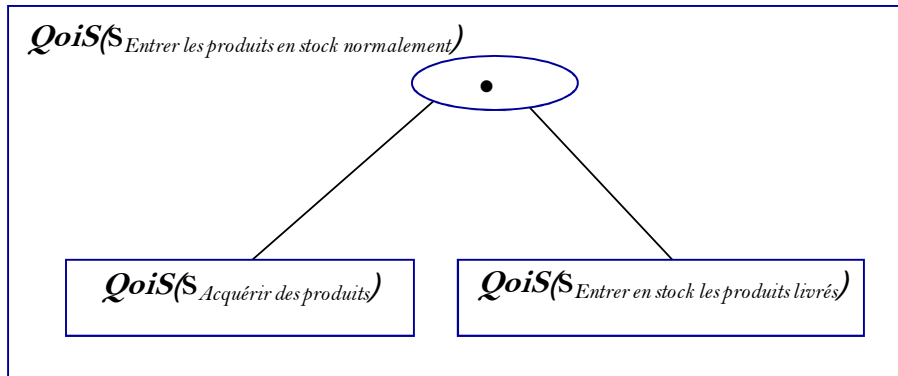 QoiS(S Entrer les produits en stock normalement)
•
QoiS(S Acquérir des produits)
QoiS(S Entrer en stock les produits livrés)